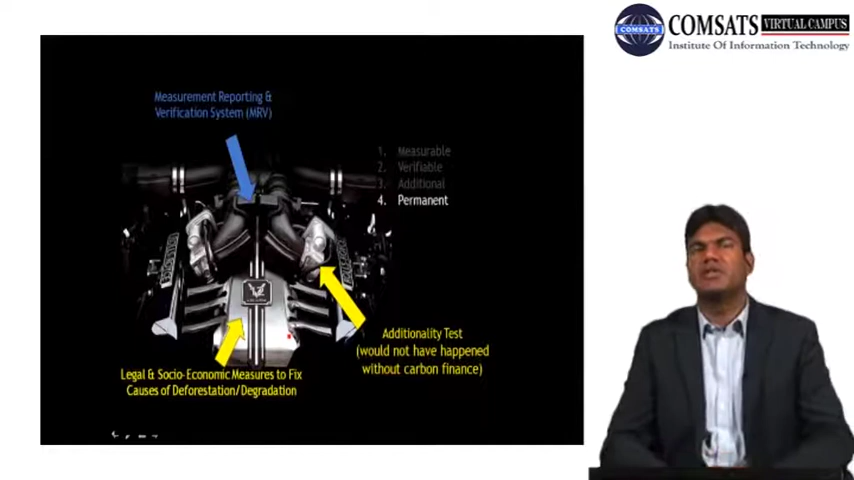 COMSATS VIRTUAL CAMPUS
Institute Of Information Technology
COMSATS
Measurement Reporting &
Verification System (MRV)
1. Measurable
2. Verifiable
3. Additional
4. Permanent
Additionality Test
(would not have happened
without carbon finance)
Legal & Socio-Economic Measures to Fix
Causes of Deforestation/Degradation